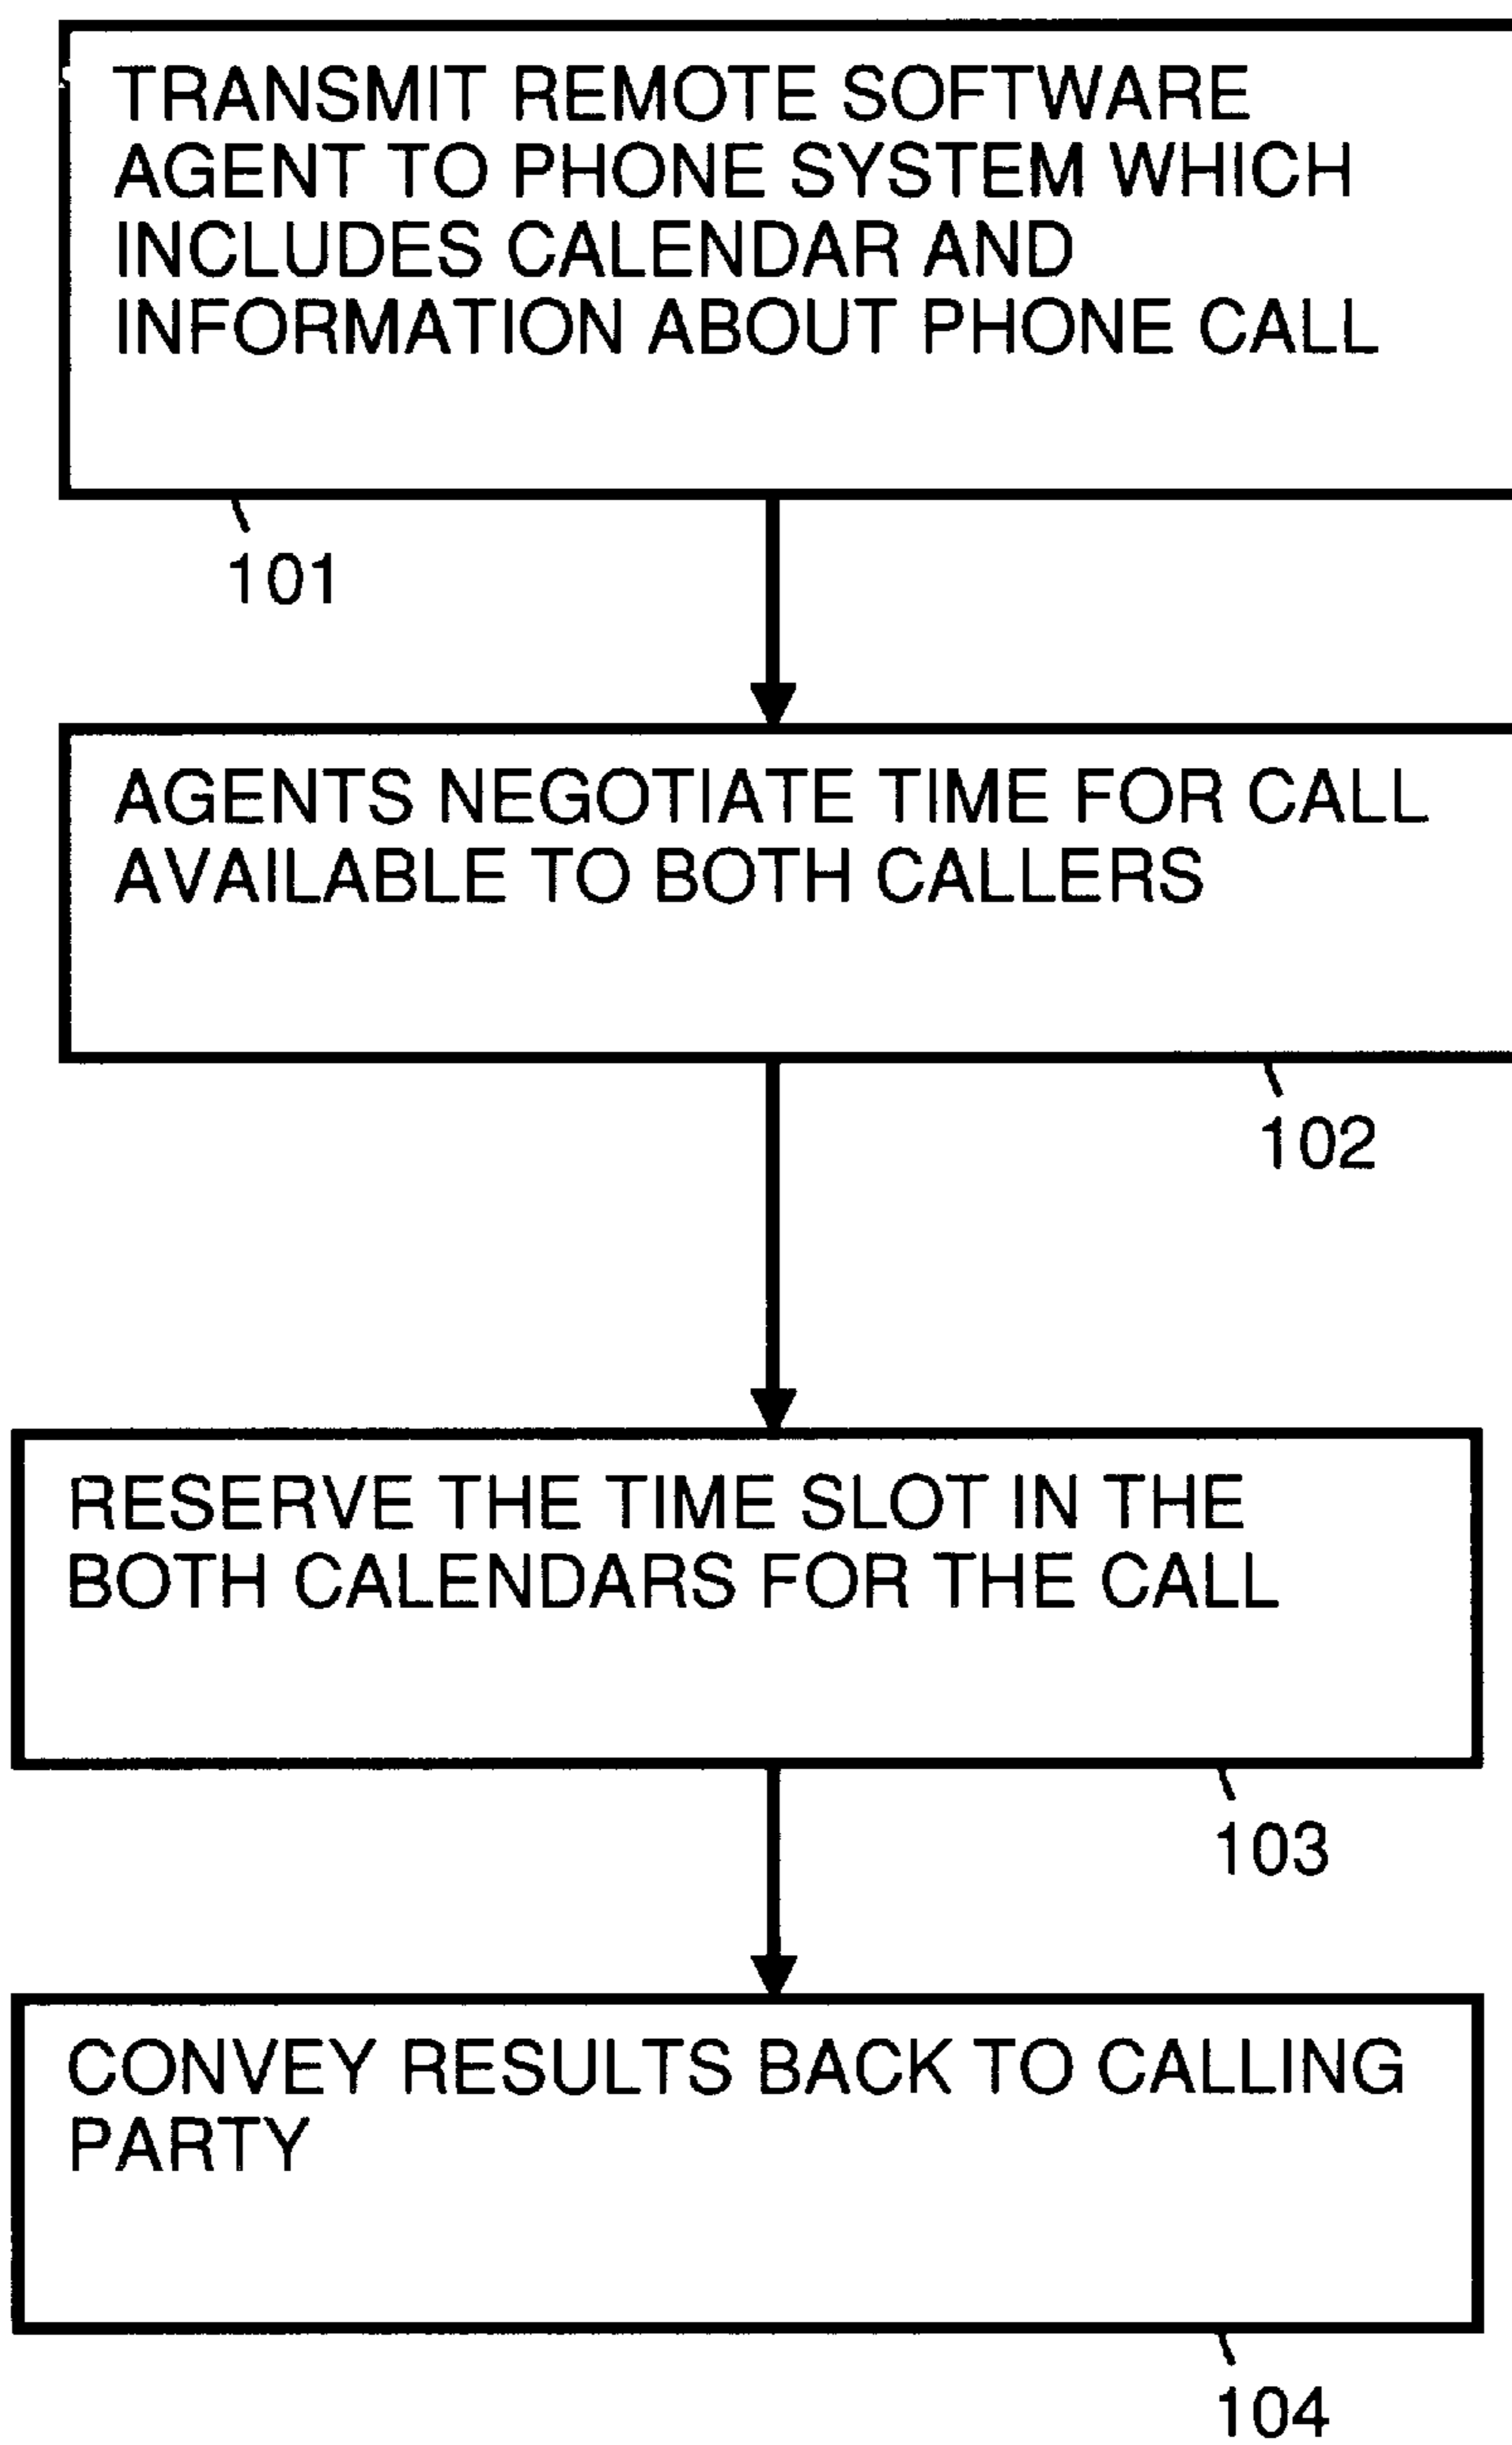 TRANSMIT REMOTE SOFTWARE
AGENT TO PHONE SYSTEM WHICH
INCLUDES CALENDAR AND
INFORMATION ABOUT PHONE CALL
101
AGENTS NEGOTIATE TIME FOR CALL
AVAILABLE TO BOTH CALLERS
102
RESERVE THE TIME SLOT IN THE
BOTH CALENDARS FOR THE CALL
103
CONVEY RESULTS BACK TO CALLING
PARTY
104